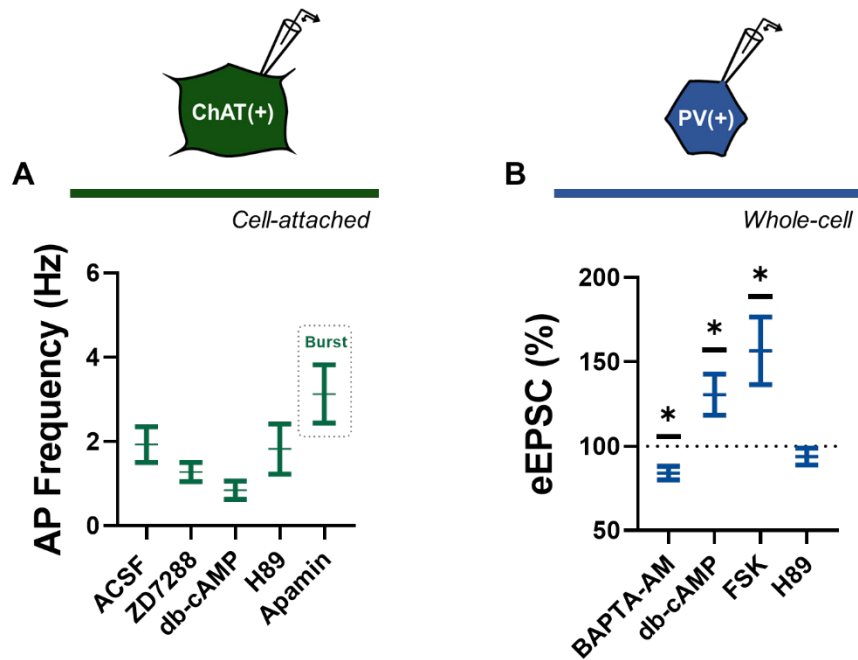 ChAT(+)
A
Cell-attached
AP Frequency (Hz)
6
4
2
0
Burst
ACSF
ZD7288
db-cAMP
H89
Apamin
PV(+)
B
Whole-cell
eEPSC (%)
200
150
100
50
*
*
*
BAPTA-AM
db-cAMP
FSK
H89